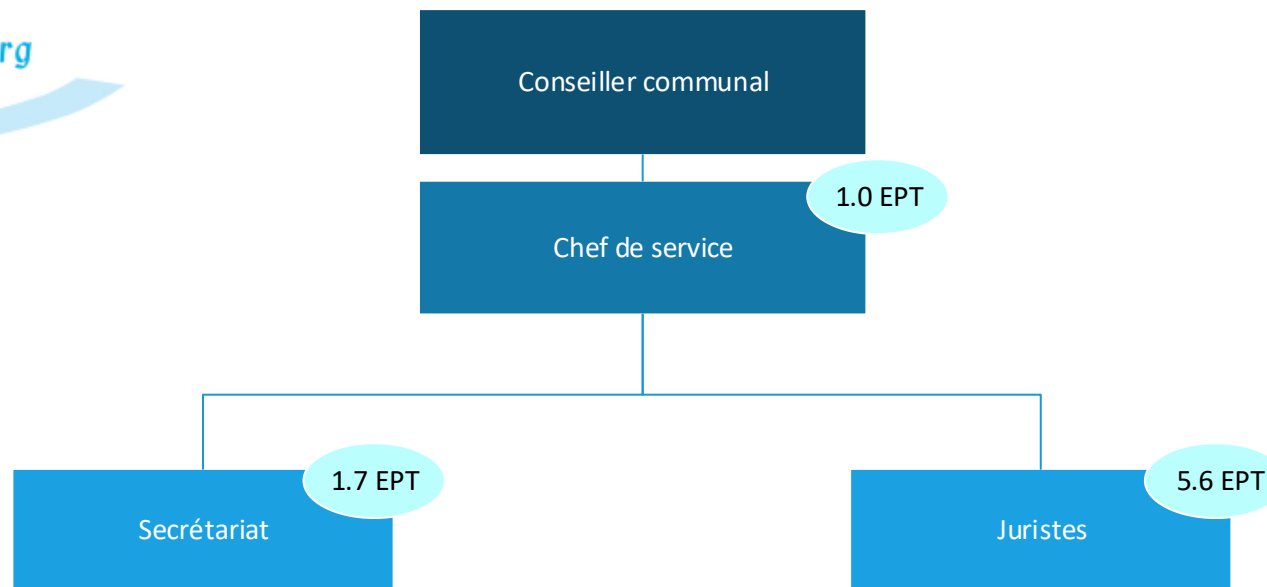 rg
Conseiller communal
1.0 EPT
Chef de service
1.7 EPT
5.6 EPT
Secrétariat
Juristes